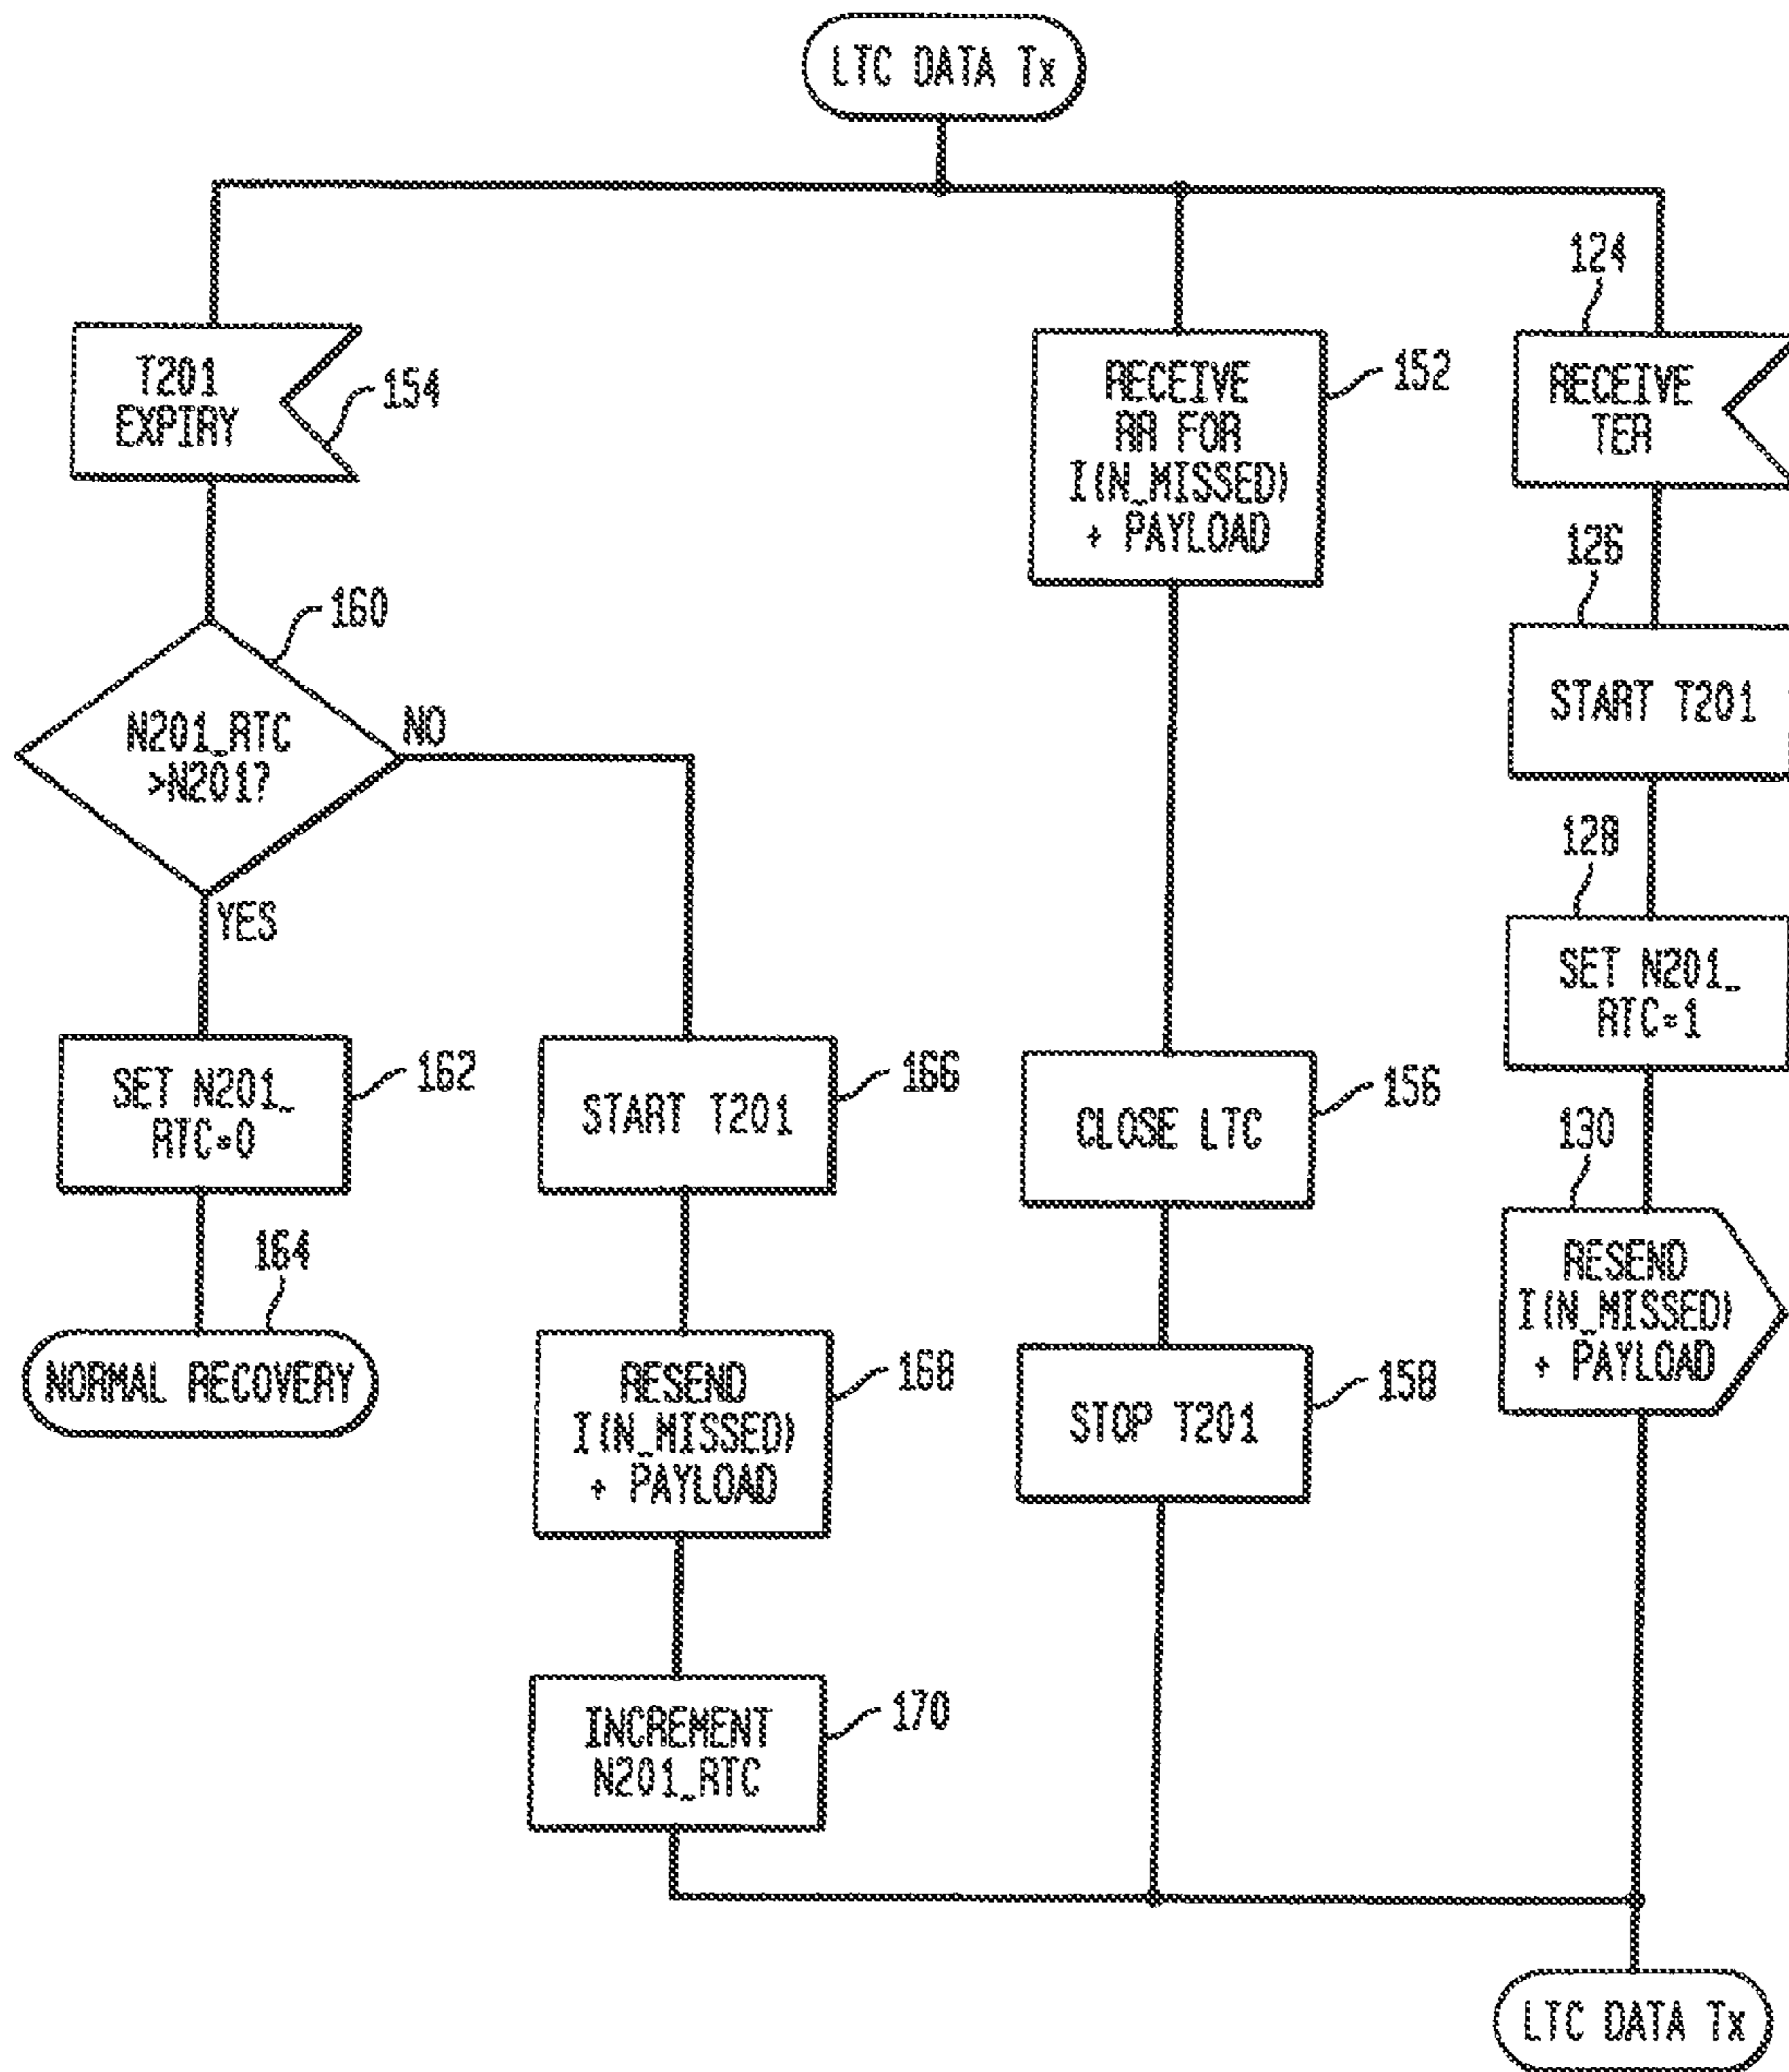 LTC DATA Tx
T201
EXPIRY
154
RECEIVE
RR FOR
I(N_MISSED)
+ PAYLOAD
152
124
RECEIVE
TER
126
START T201
160
N201_RTC
>N201?
NO
YES
128
SET N201_
RTC=1
SET N201_
RTC=0
162
START T201
166
CLOSE LTC
156
130
RESEND
I(N_MISSED)
+ PAYLOAD
164
NORMAL RECOVERY
RESEND
I(N_MISSED)
+ PAYLOAD
168
STOP T201
158
INCREMENT
N201_RTC
170
LTC DATA Tx